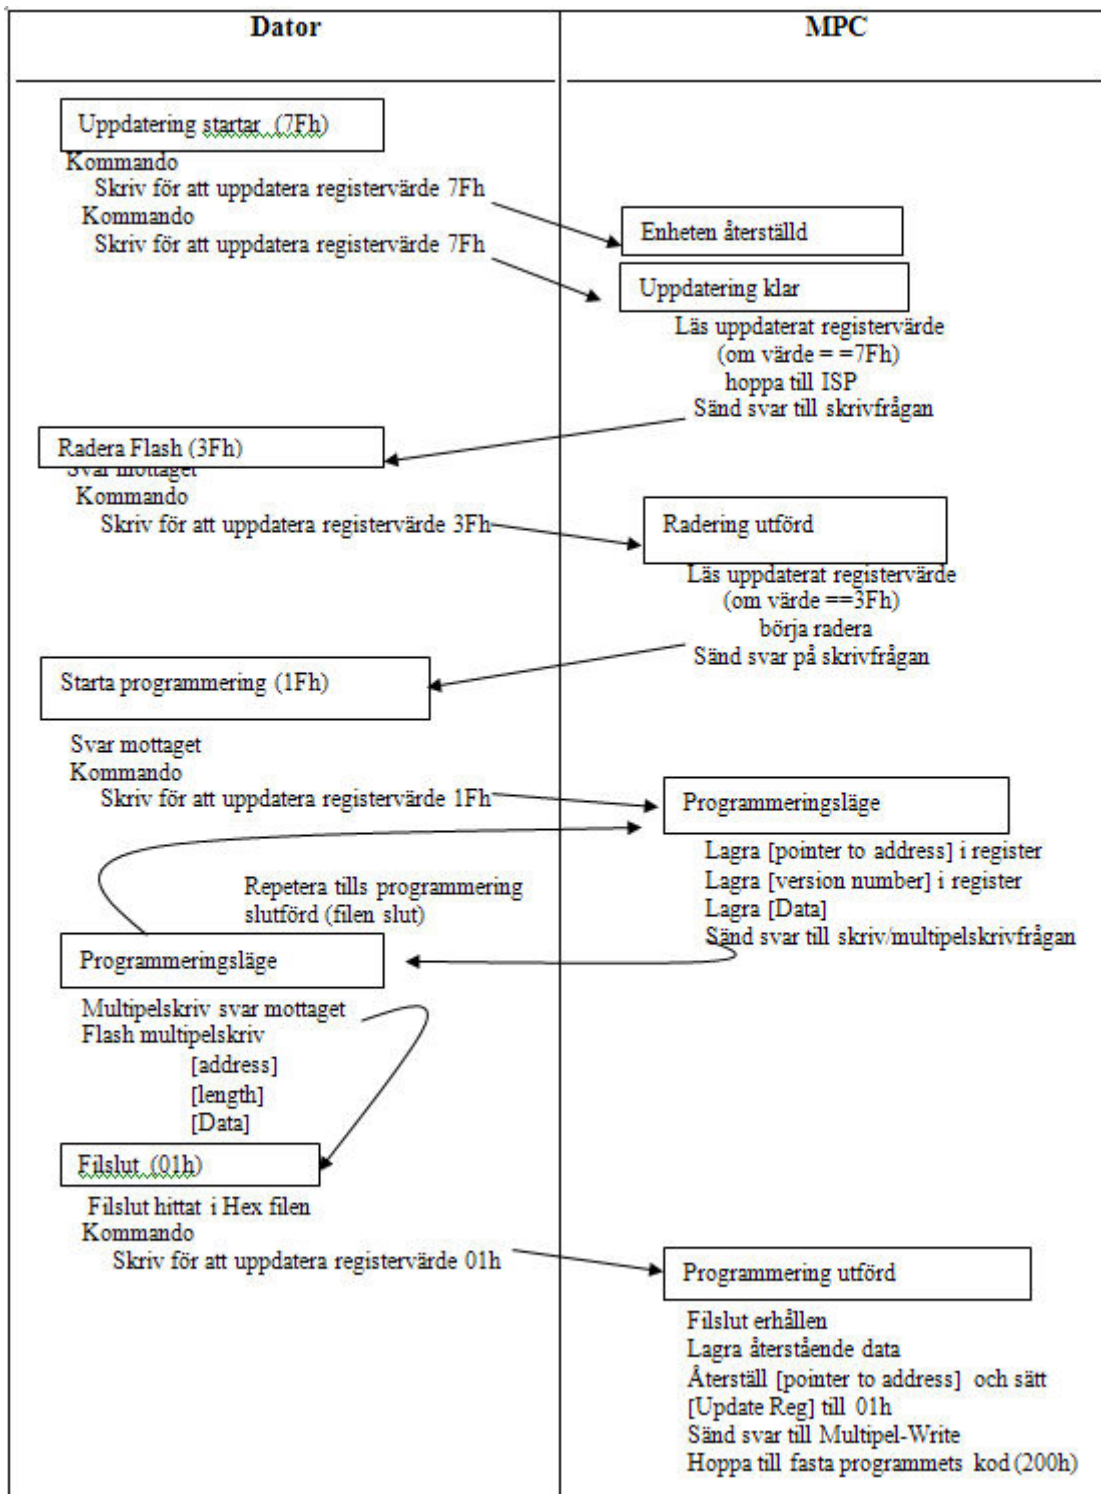 Dator
MPC
Uppdatering startar (7Fh)
Kommando
Skriv för att uppdatera registervärde 7Fh
Kommando
Skriv för att uppdatera registervärde 7Fh
Enheten återställd
Uppdatering klar
Läs uppdaterat registervärde
(om värde = =7Fh)
hoppa till ISP
Sänd svar till skrivfrågan
Radera Flash (3Fh)
Svar mottaget
Kommando
Skriv för att uppdatera registervärde 3Fh
Radering utförd
Läs uppdaterat registervärde
(om värde ==3Fh)
börja radera
Sänd svar på skrivfrågan
Starta programmering (1Fh)
Svar mottaget
Kommando
Skriv för att uppdatera registervärde 1Fh
Programmeringsläge
Lagra [pointer to address] i register
Lagra [version number] i register
Lagra [Data]
Sänd svar till skriv/multipelskrivfrågan
Repetera tills programmering
slutförd (filen slut)
Programmeringsläge
Multipelskriv svar mottaget
Flash multipelskriv
[address]
[length]
[Data]
Filslut (01h)
Filslut hittat i Hex filen
Kommando
Skriv för att uppdatera registervärde 01h
Programmering utförd
Filslut erhållen
Lagra återstående data
Återställ [pointer to address] och sätt
[Update Reg] till 01h
Sänd svar till Multipel-Write
Hoppa till fasta programmets kod (200h)